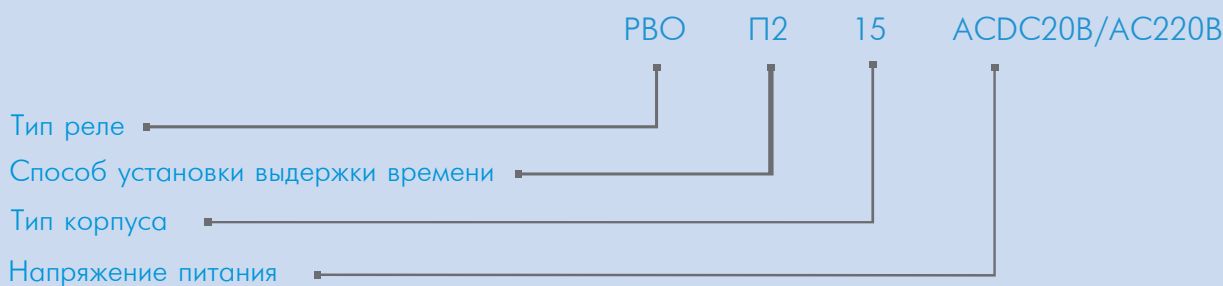 РВО П2 15 ACDC20В/AC220В
Тип реле
Способ установки выдержки времени
Тип корпуса
Напряжение питания